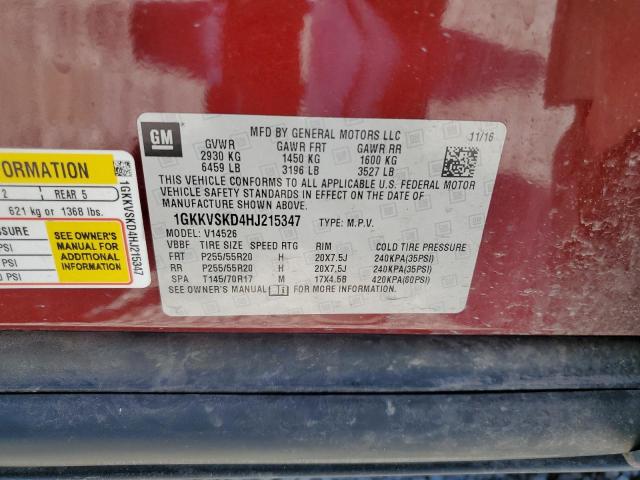 GM
MFD BY GENERAL MOTORS LLC 11/16
GVWR GAWR FRT GAWR RR
2930 KG 1450 KG 1600 KG
6459 LB 3196 LB 3527 LB
THIS VEHICLE CONFORMS TO ALL APPLICABLE U.S. FEDERAL MOTOR
VEHICLE SAFETY STANDARDS IN EFFECT ON THE DATE OF
MANUFACTURE SHOWN ABOVE.
1GKKVSKD4HJ215347 TYPE: M.P.V.
MODEL: V14526
VBBF TIRE SIZE SPEED RTG RIM COLD TIRE PRESSURE
FRT P255/55R20 H 20X7.5J 240KPA(35PSI)
RR P255/55R20 H 20X7.5J 240KPA(35PSI)
SPA T145/70R17 M 17X4.5B 420KPA(60PSI)
SEE OWNER'S MANUAL i FOR MORE INFORMATION.
FORMATION
2 REAR 5
621 kg or 1368 lbs.
SEE OWNER'S
MANUAL FOR
ADDITIONAL
INFORMATION
PSI
PSI
PSI
1GKKVSKD4HJ215347